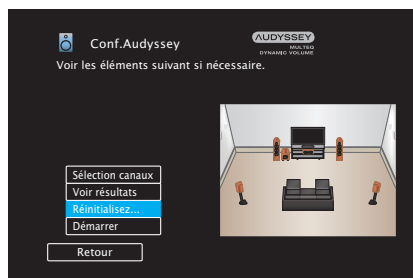 Conf.Audyssey
AUDYSSEY
MULTEQ
DYNAMIC VOLUME
Voir les éléments suivant si nécessaire.
Sélection canaux
Voir résultats
Réinitialisez...
Démarrer
Retour